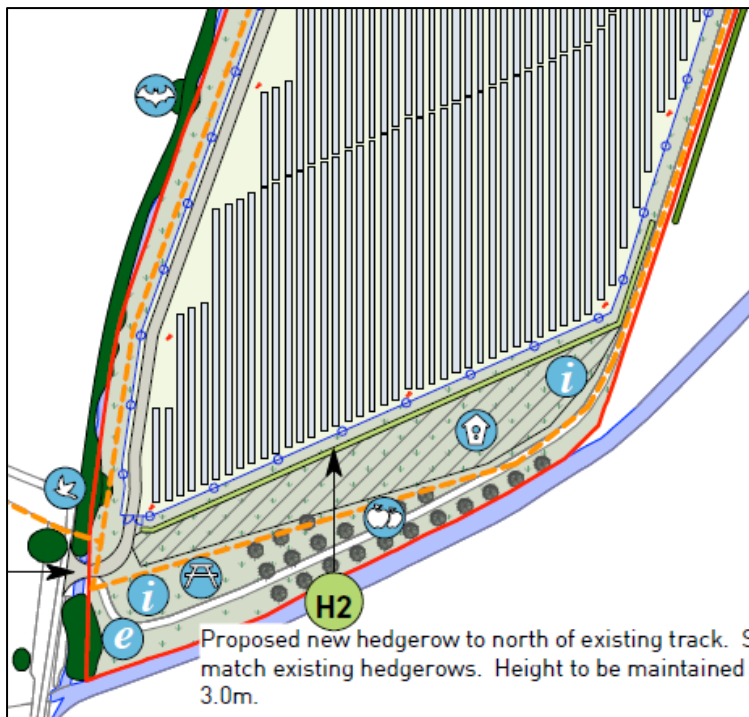 i
i
e
H2
Proposed new hedgerow to north of existing track. S
match existing hedgerows. Height to be maintained
3.0m.